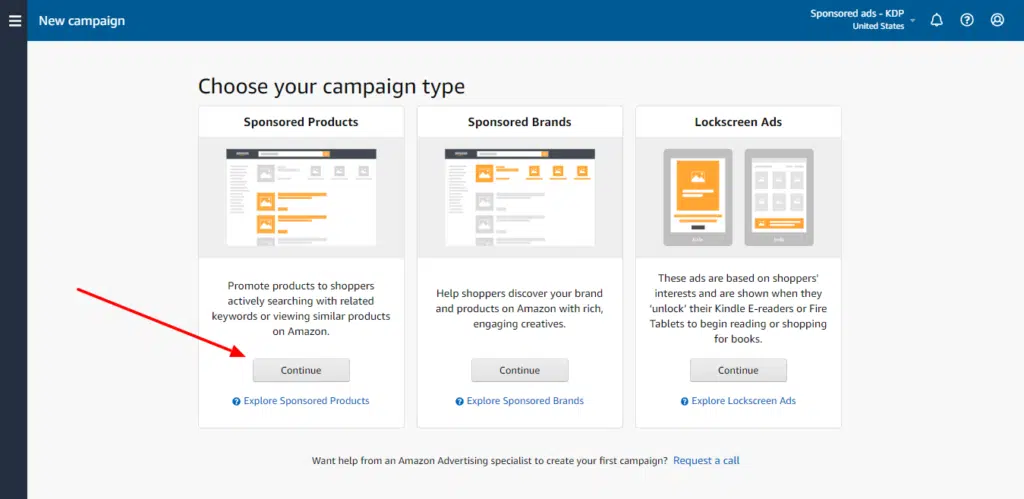 New campaign
Sponsored ads - KDP
United States
Choose your campaign type
Sponsored Products
Promote products to shoppers
actively searching with related
keywords or viewing similar products
on Amazon.
Continue
Explore Sponsored Products
Sponsored Brands
Help shoppers discover your brand
and products on Amazon with rich,
engaging creatives.
Continue
Explore Sponsored Brands
Lockscreen Ads
These ads are based on shoppers'
interests and are shown when they
'unlock' their Kindle E-readers or Fire
Tablets to begin reading or shopping
for books.
Continue
Explore Lockscreen Ads
Want help from an Amazon Advertising specialist to create your first campaign? Request a call